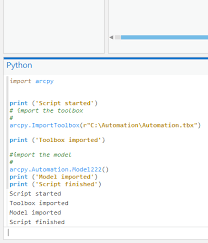 Python
import arcpy
print ('Script started')
# import the toolbox
#
arcpy.ImportToolbox(r"C:\Automation\Automation.tbx")
print ('Toolbox imported')
#import the model
#
arcpy.Automation.Model222()
print ('Model imported')
print ('Script finished')
Script started
Toolbox imported
Model imported
Script finished